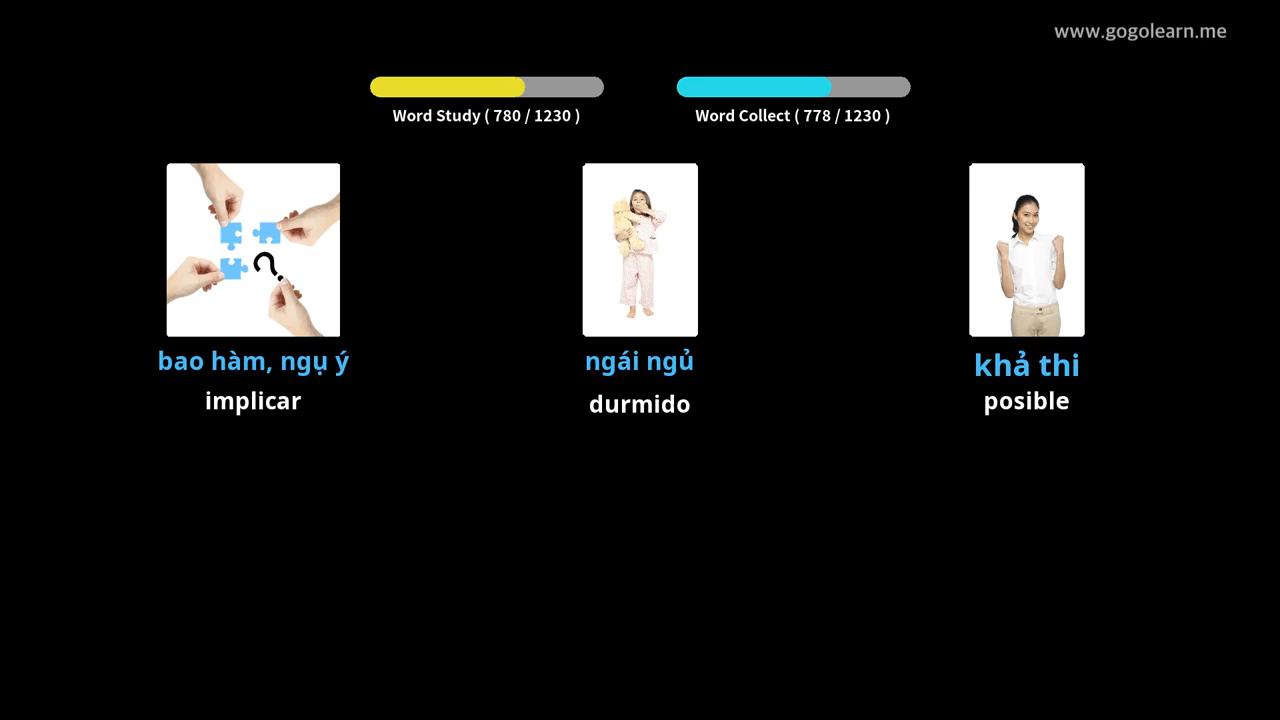 www.gogolearn.me
Word Study ( 780 / 1230 )
Word Collect ( 778 / 1230 )
bao hàm, ngụ ý
implicar
ngái ngủ
durmido
khả thi
posible